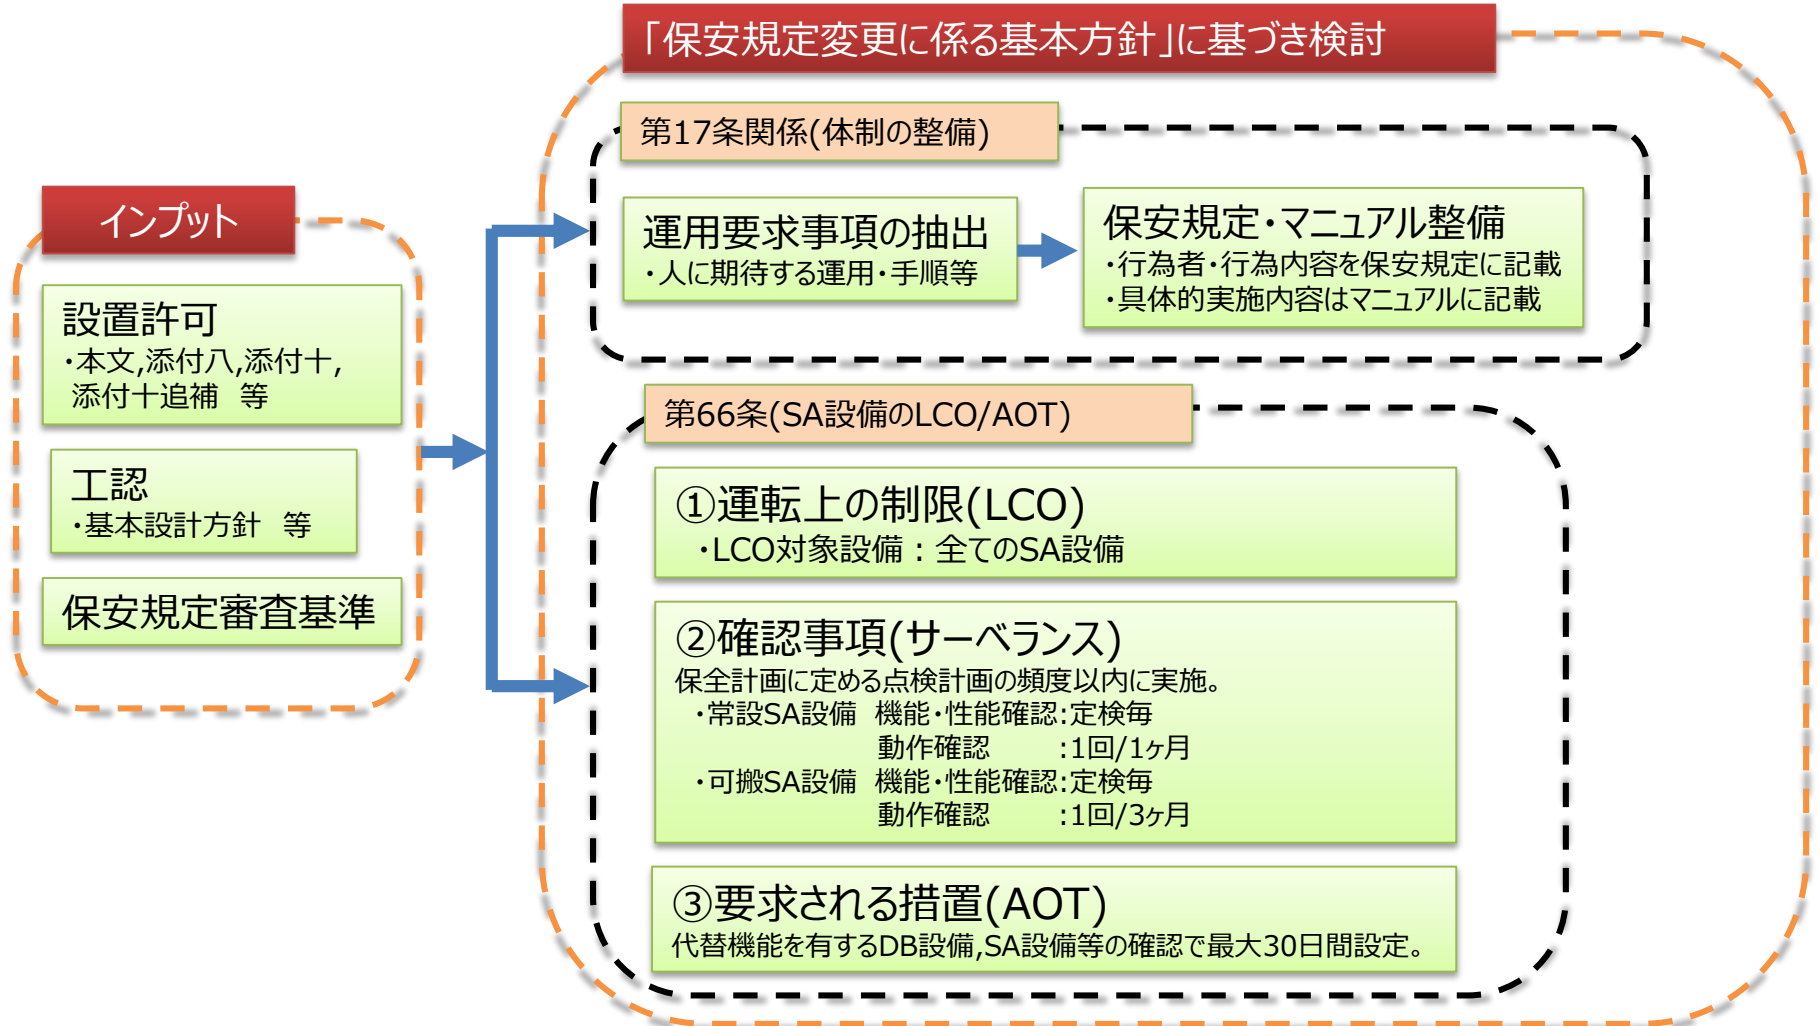 「保安規定変更に係る基本方針」に基づき検討
インプット
設置許可
・本文,添付八,添付十,
添付十追補　等
工認
・基本設計方針　等
保安規定審査基準
第17条関係(体制の整備)
運用要求事項の抽出
・人に期待する運用・手順等
保安規定・マニュアル整備
・行為者・行為内容を保安規定に記載
・具体的実施内容はマニュアルに記載
第66条(SA設備のLCO/AOT)
①運転上の制限(LCO)
・LCO対象設備：全てのSA設備
②確認事項(サーベランス)
保全計画に定める点検計画の頻度以内に実施。
・常設SA設備　機能・性能確認:定検毎
動作確認　　:1回/1ヶ月
・可搬SA設備　機能・性能確認:定検毎
動作確認　　:1回/3ヶ月
③要求される措置(AOT)
代替機能を有するDB設備,SA設備等の確認で最大30日間設定。